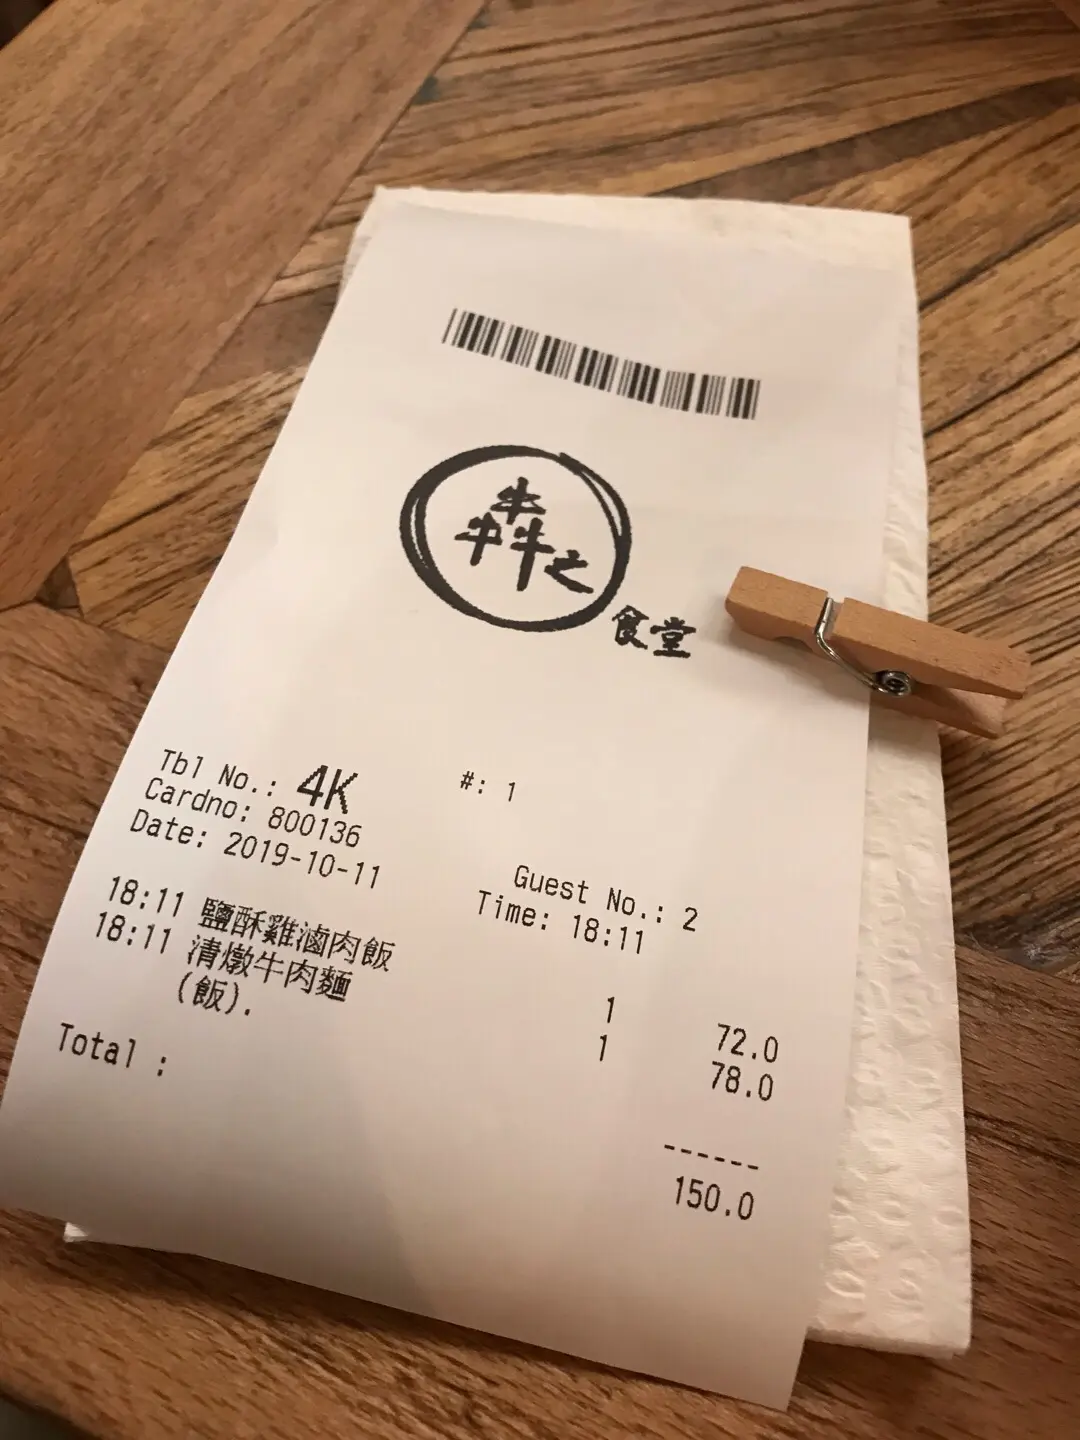 犇之
食堂
Tbl No.: 4K #: 1
Cardno: 800136
Date: 2019-10-11 Guest No.: 2
Time: 18:11
18:11 鹽酥雞滷肉飯 1 72.0
18:11 清燉牛肉麵 1 78.0
(飯).
------
Total : 150.0